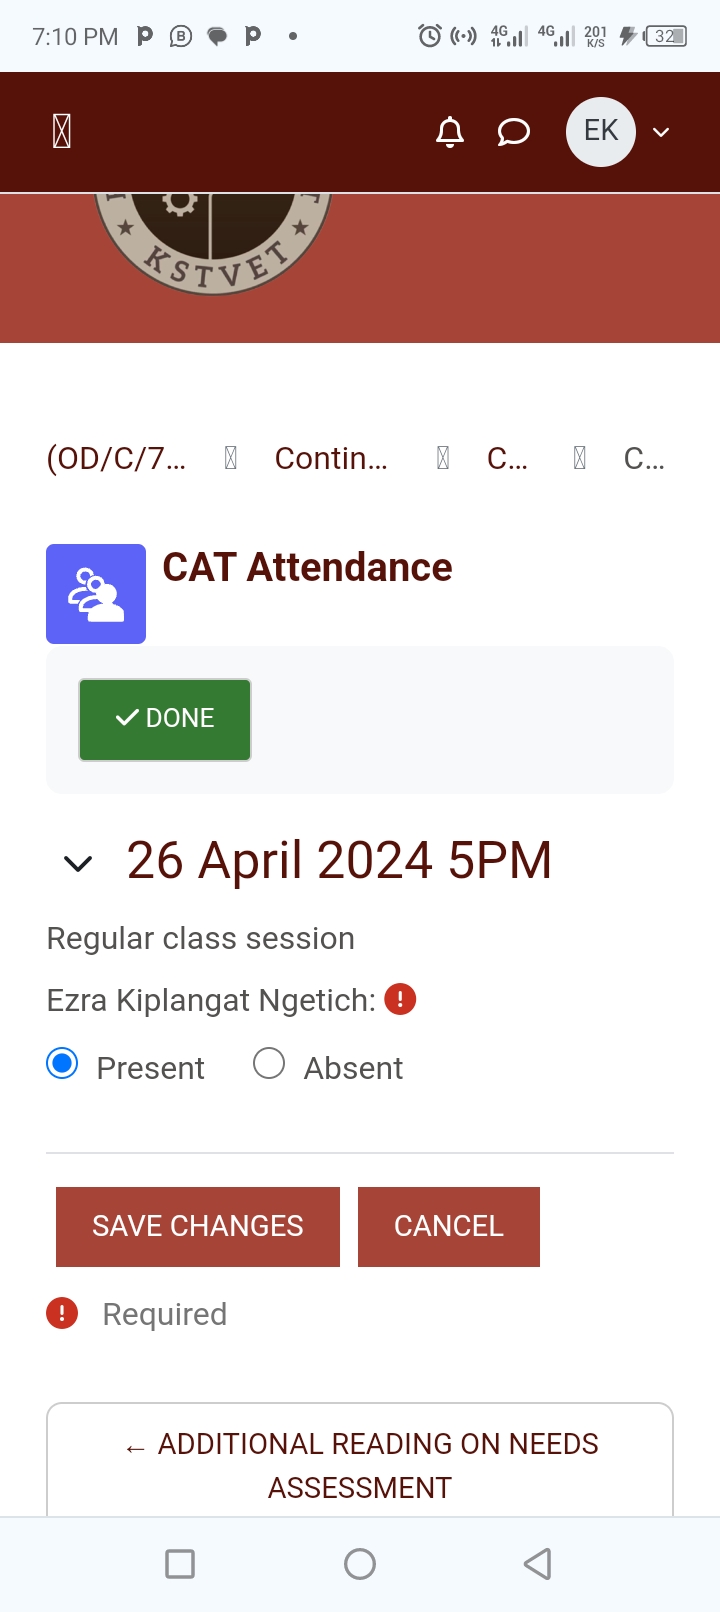 7:10 PM
4G 4G 201 K/S 32
EK
KSTVET
(OD/C/7... Contin... C... C...
CAT Attendance
DONE
26 April 2024 5PM
Regular class session
Ezra Kiplangat Ngetich:
Present Absent
SAVE CHANGES CANCEL
Required
← ADDITIONAL READING ON NEEDS
ASSESSMENT